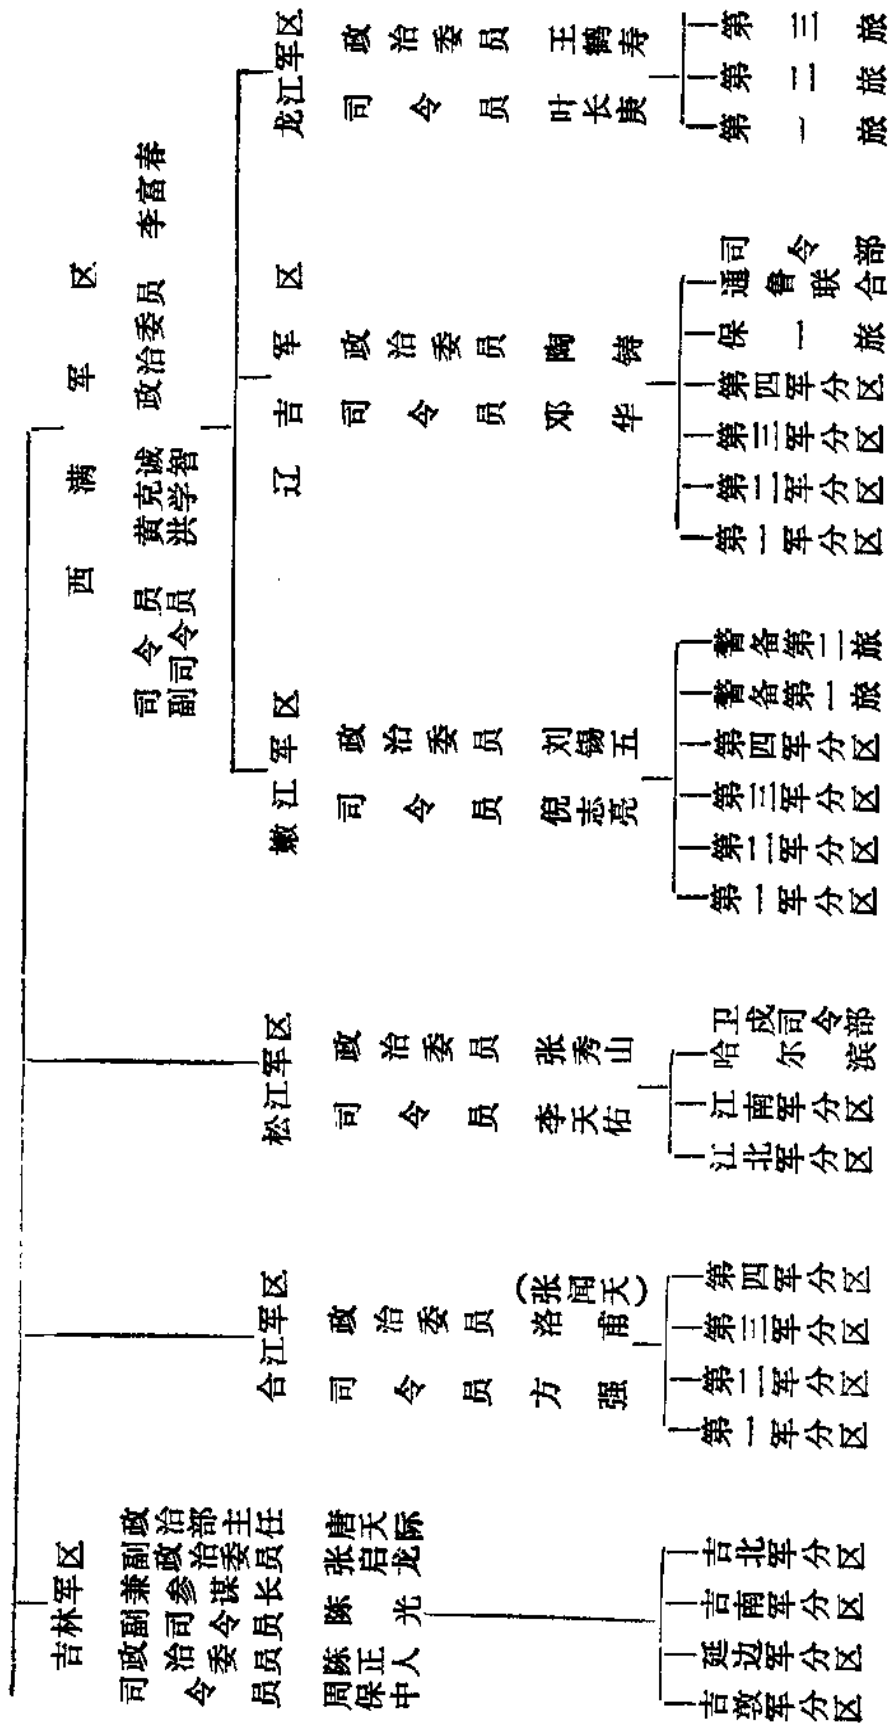 吉林军区
司令员 周保中
政治委员 陈正人
副司令员
兼参谋长 陈光
副政治委员 张启龙
政治部主任 唐天际
吉敦军分区
延边军分区
吉南军分区
吉北军分区
合江军区
司令员 方强
政治委员 洛甫
(张闻天)
第一军分区
第二军分区
第三军分区
第四军分区
松江军区
司令员 李天佑
政治委员 张秀山
江北军分区
江南军分区
哈尔滨
卫戍司令部
西满军区
司令员 黄克诚 政治委员 李富春
副司令员 洪学智
嫩江军区
司令员 倪志亮
政治委员 刘锡五
第一军分区
第二军分区
第三军分区
第四军分区
警备第一旅
警备第二旅
辽吉军区
司令员 邓华
政治委员 陶铸
第一军分区
第二军分区
第三军分区
第四军分区
保一旅
通鲁联合
司令部
龙江军区
司令员 叶长庚
政治委员 王鹤寿
第一旅
第二旅
第三旅